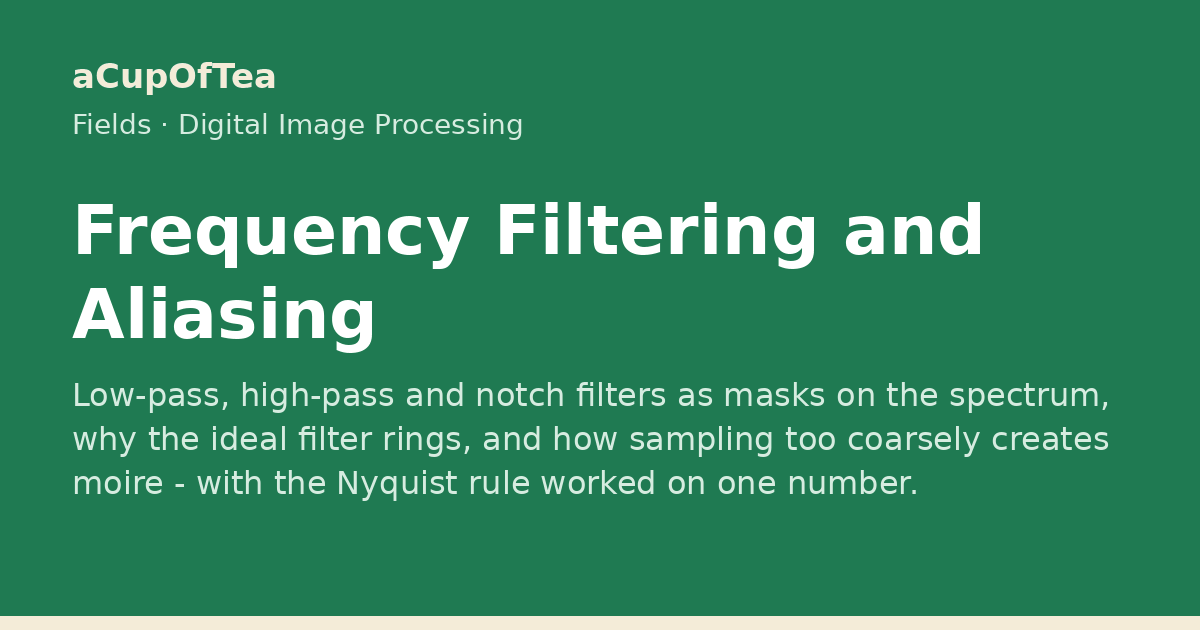 aCupOfTea
Fields · Digital Image Processing
Frequency Filtering and
Aliasing
Low-pass, high-pass and notch filters as masks on the spectrum,
why the ideal filter rings, and how sampling too coarsely creates
moire - with the Nyquist rule worked on one number.